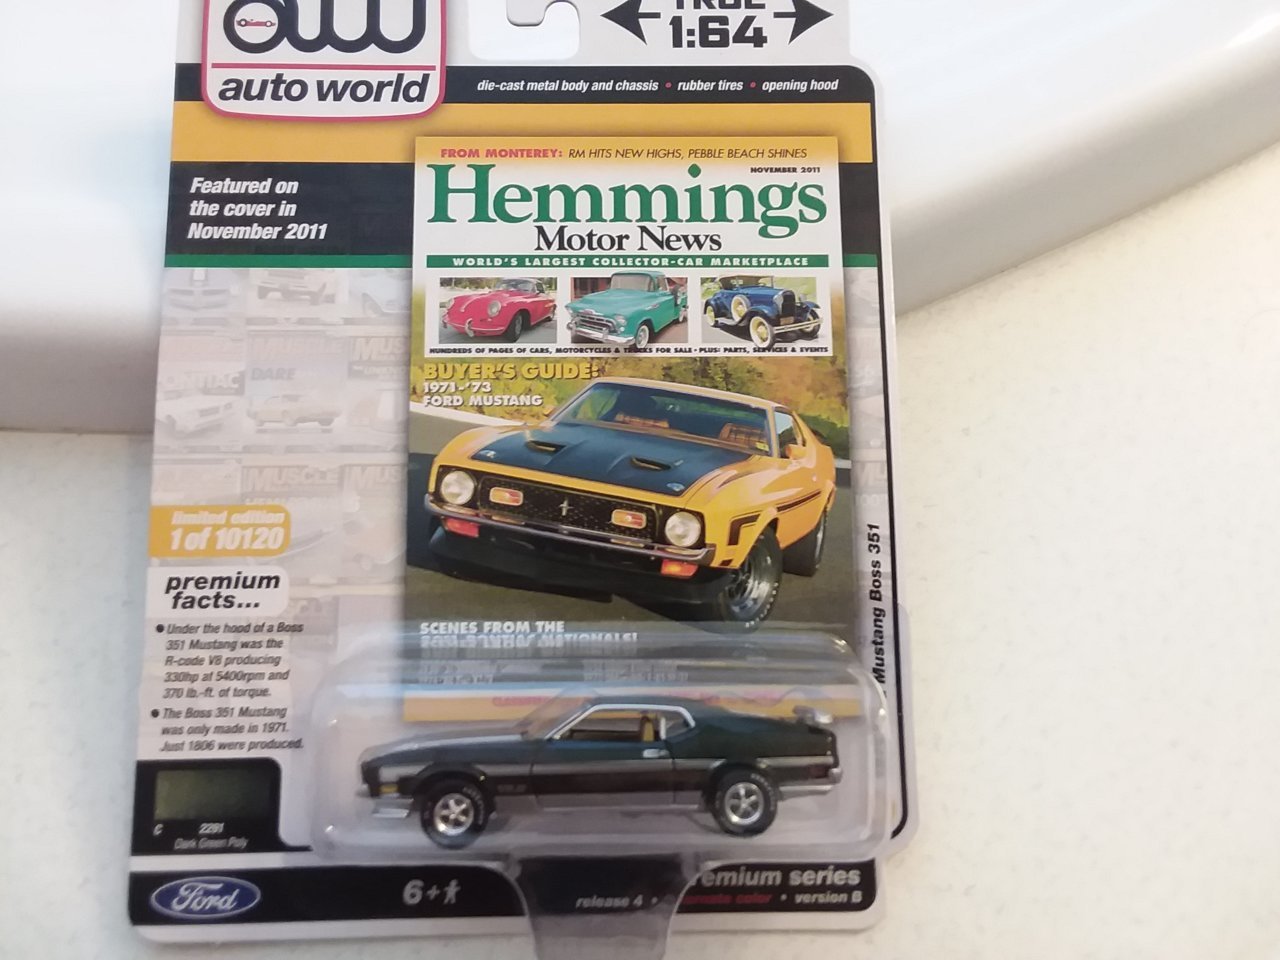 aw
TRUE
1:64
auto world
die-cast metal body and chassis • rubber tires • opening hood
FROM MONTEREY: RM HITS NEW HIGHS, PEBBLE BEACH SHINES
NOVEMBER 2011
Hemmings
Motor News
WORLD'S LARGEST COLLECTOR-CAR MARKETPLACE
Featured on
the cover in
November 2011
HUNDREDS OF PAGES OF CARS, MOTORCYCLES & TRUCKS FOR SALE • PLUS: PARTS, SERVICES & EVENTS
BUYER'S GUIDE:
1971-'73
FORD MUSTANG
PONTIAC
DARE
MUSCLE
limited edition
1 of 10120
premium
facts...
• Under the hood of a Boss
351 Mustang was the
R-code V8 producing
330hp at 5400rpm and
370 lb.-ft. of torque.
• The Boss 351 Mustang
was only made in 1971.
Just 1806 were produced.
SCENES FROM THE
Mustang Boss 351
C 2291
Dark Green Poly
Ford
6+
premium series
release 4 • color • version B